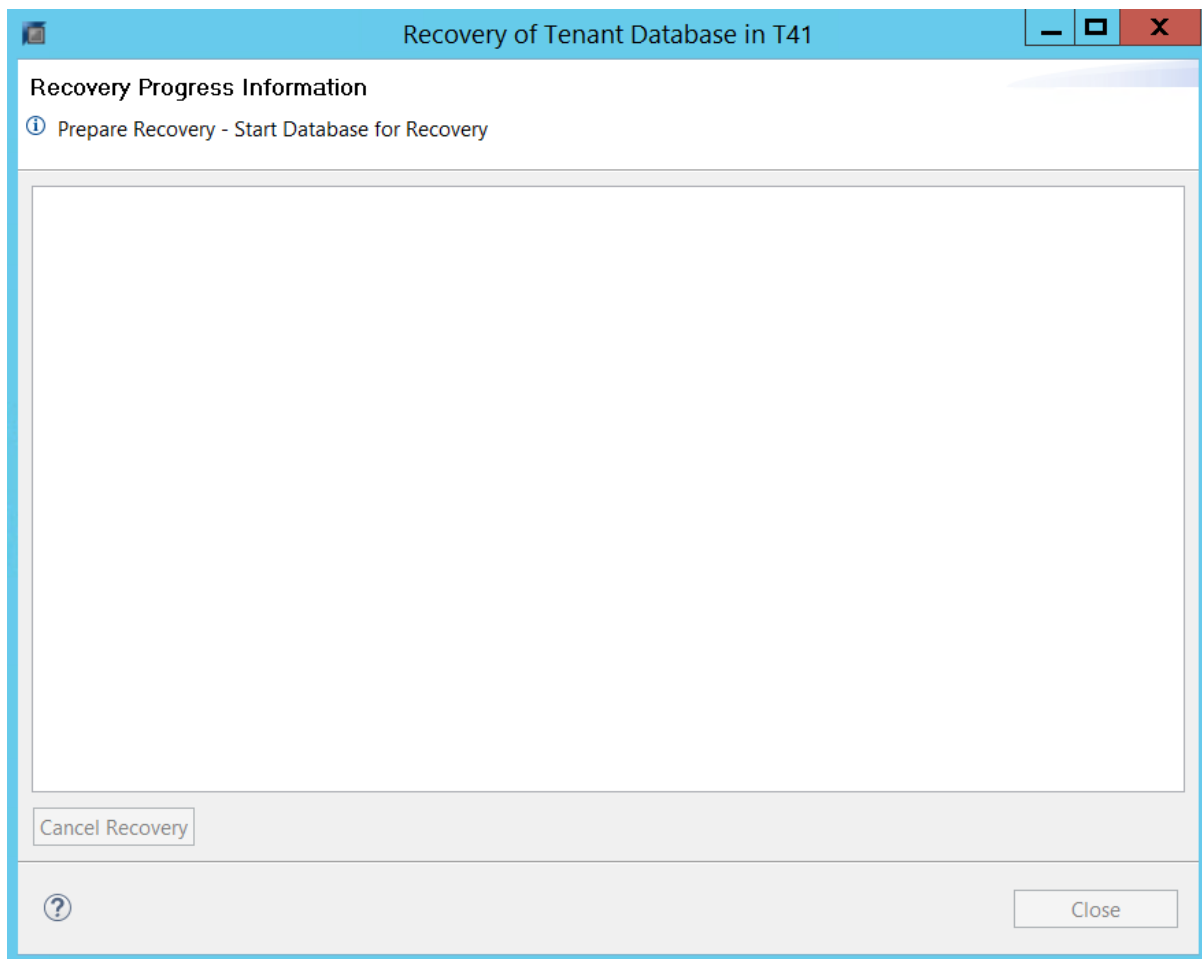 Recovery of Tenant Database in T41
Recovery Progress Information
Prepare Recovery - Start Database for Recovery
Cancel Recovery
Close